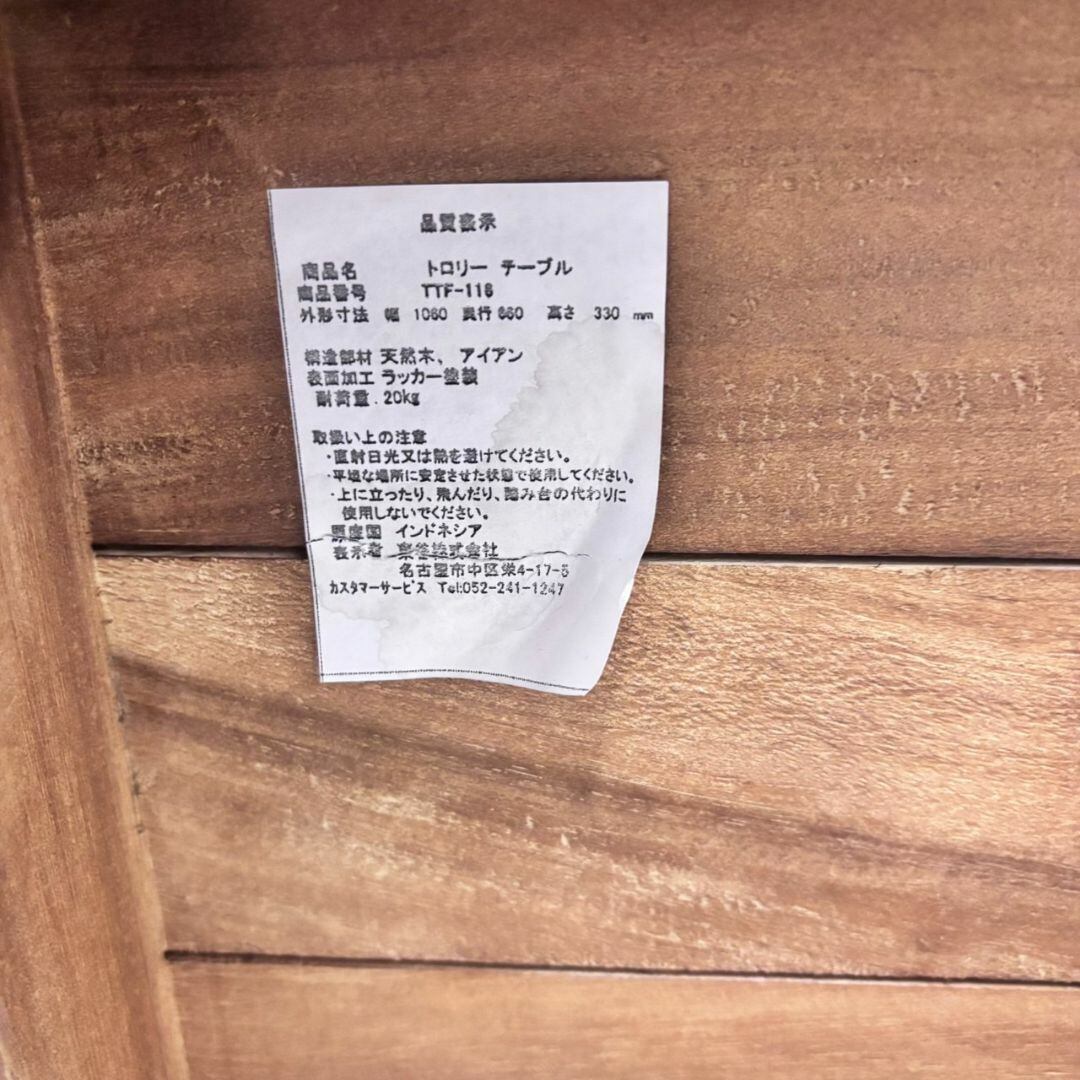 品質表示
商品名 トロリー テーブル
商品番号 TTF-118
外形寸法 幅 1060 奥行 660 高さ 330 mm
構造部材 天然木、アイアン
表面加工 ラッカー塗装
耐荷重.20kg
取扱い上の注意
・直射日光又は熱を避けてください。
・平坦な場所に安定させた状態で使用してください。
・上に立ったり、飛んだり、踏み台の代わりに
使用しないでください。
原産国 インドネシア
表示者 東谷株式会社
名古屋市中区栄4-17-5
カスタマーサービス Tel:052-241-1247